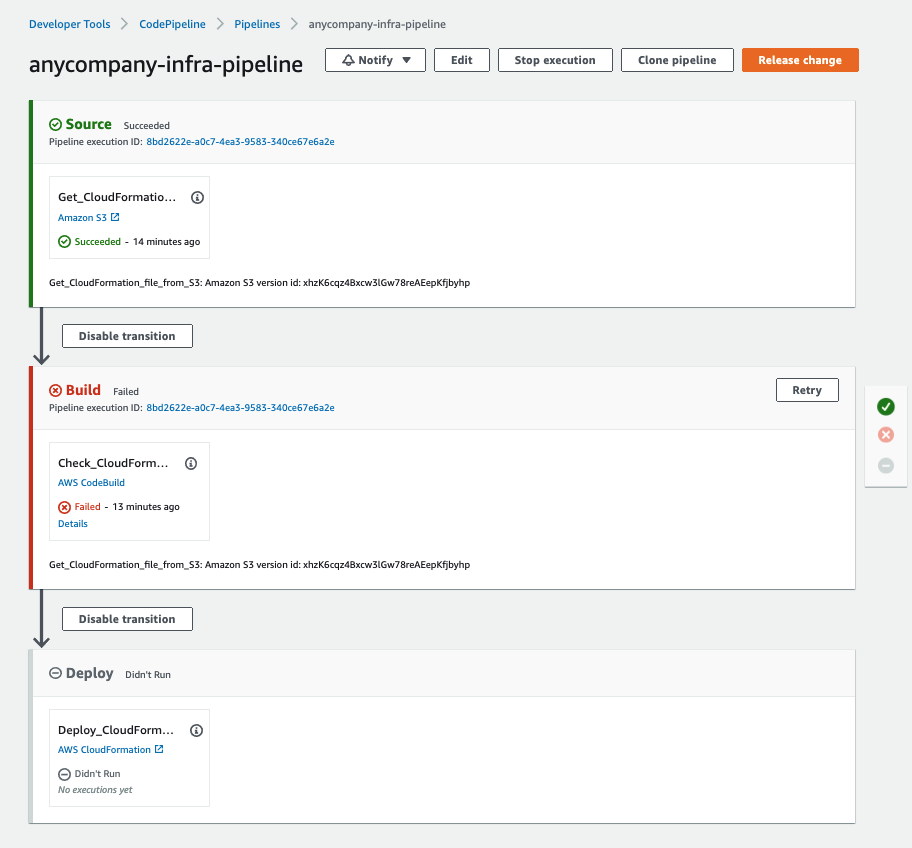 Developer Tools > CodePipeline > Pipelines > anycompany-infra-pipeline
anycompany-infra-pipeline
Notify ▼ Edit Stop execution Clone pipeline Release change
Source Succeeded
Pipeline execution ID: 8bd2622e-a0c7-4ea3-9583-340ce67e6a2e
Get_CloudFormatio...
Amazon S3
Succeeded - 14 minutes ago
Get_CloudFormation_file_from_S3: Amazon S3 version id: xhzK6cqz4Bxcw3lGw78reAEepKfjbyhp
Disable transition
Build Failed
Retry
Pipeline execution ID: 8bd2622e-a0c7-4ea3-9583-340ce67e6a2e
Check_CloudForm...
AWS CodeBuild
Failed - 13 minutes ago
Details
Get_CloudFormation_file_from_S3: Amazon S3 version id: xhzK6cqz4Bxcw3lGw78reAEepKfjbyhp
Disable transition
Deploy Didn't Run
Deploy_CloudForm...
AWS CloudFormation
Didn't Run
No executions yet